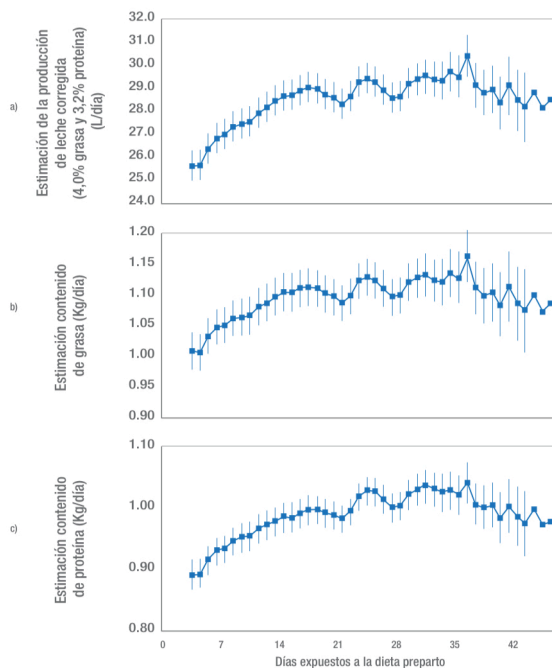 a)
Estimación de la producción
de leche corregida
(4,0% grasa y 3,2% proteína)
(L/día)
32.0
31.0
30.0
29.0
28.0
27.0
26.0
25.0
24.0
b)
Estimación contenido
de grasa (Kg/día)
1.20
1.15
1.10
1.05
1.00
0.95
0.90
c)
Estimación contenido
de proteína (Kg/día)
1.10
1.00
0.90
0.80
0 7 14 21 28 35 42
Días expuestos a la dieta preparto